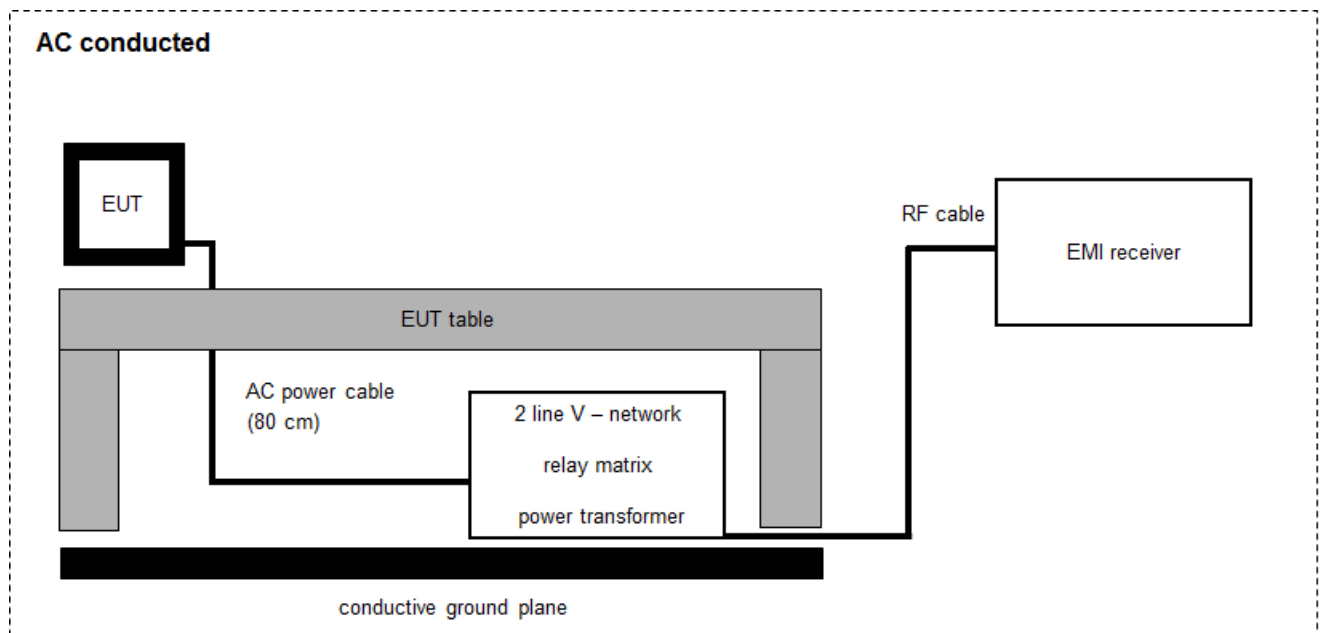 AC conducted
EUT
RF cable
EMI receiver
EUT table
AC power cable
(80 cm)
2 line V – network
relay matrix
power transformer
conductive ground plane